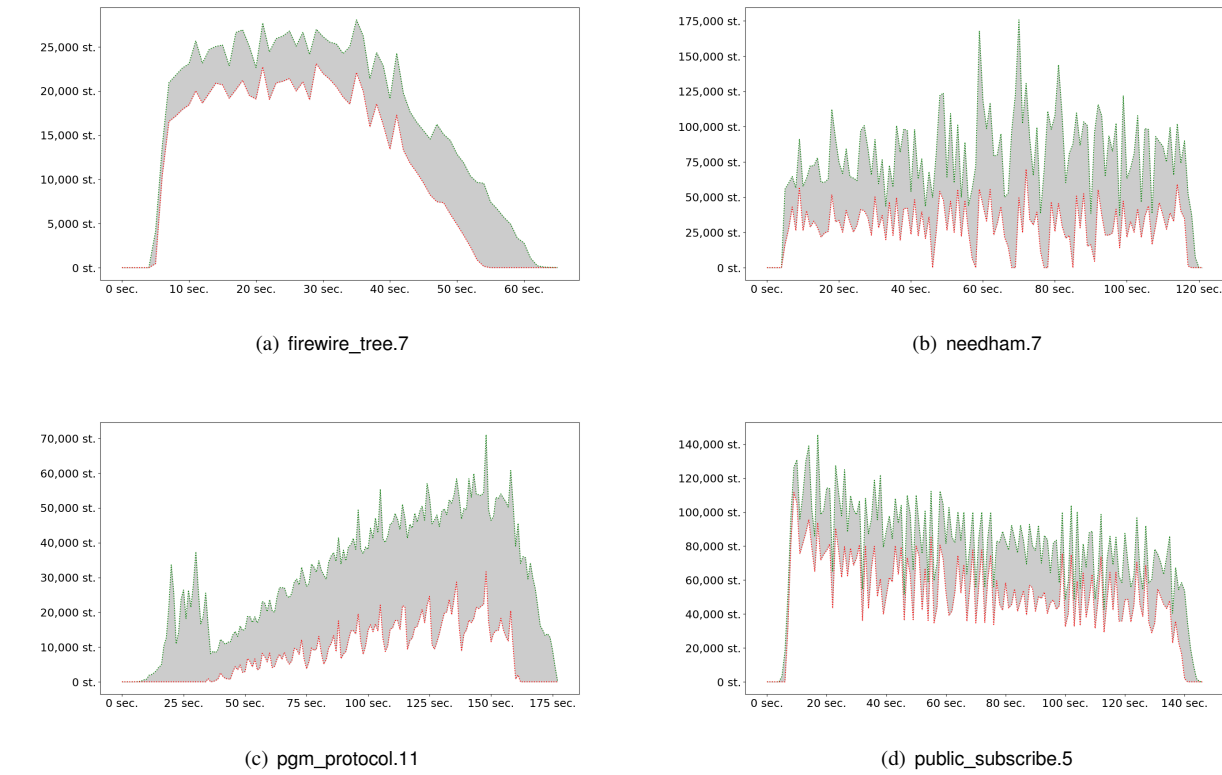 25,000 st.
20,000 st.
15,000 st.
10,000 st.
5,000 st.
0 st.
0 sec. 10 sec. 20 sec. 30 sec. 40 sec. 50 sec. 60 sec.
(a) firewire_tree.7
175,000 st.
150,000 st.
125,000 st.
100,000 st.
75,000 st.
50,000 st.
25,000 st.
0 st.
0 sec. 20 sec. 40 sec. 60 sec. 80 sec. 100 sec. 120 sec.
(b) needham.7
70,000 st.
60,000 st.
50,000 st.
40,000 st.
30,000 st.
20,000 st.
10,000 st.
0 st.
0 sec. 25 sec. 50 sec. 75 sec. 100 sec. 125 sec. 150 sec. 175 sec.
(c) pgm_protocol.11
140,000 st.
120,000 st.
100,000 st.
80,000 st.
60,000 st.
40,000 st.
20,000 st.
0 st.
0 sec. 20 sec. 40 sec. 60 sec. 80 sec. 100 sec. 120 sec. 140 sec.
(d) public_subscribe.5